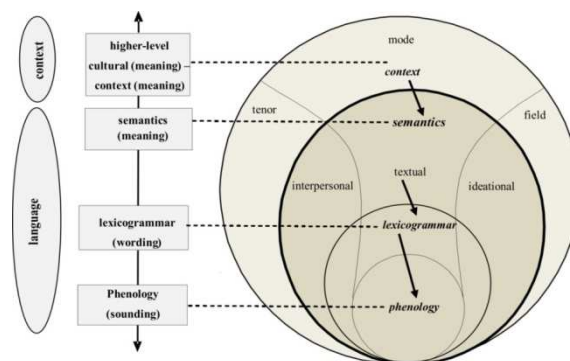 context
language
higher-level
cultural (meaning) –
context (meaning)
semantics
(meaning)
lexicogrammar
(wording)
Phenology
(sounding)
mode
context
tenor
field
semantics
textual
interpersonal
ideational
lexicogrammar
phenology